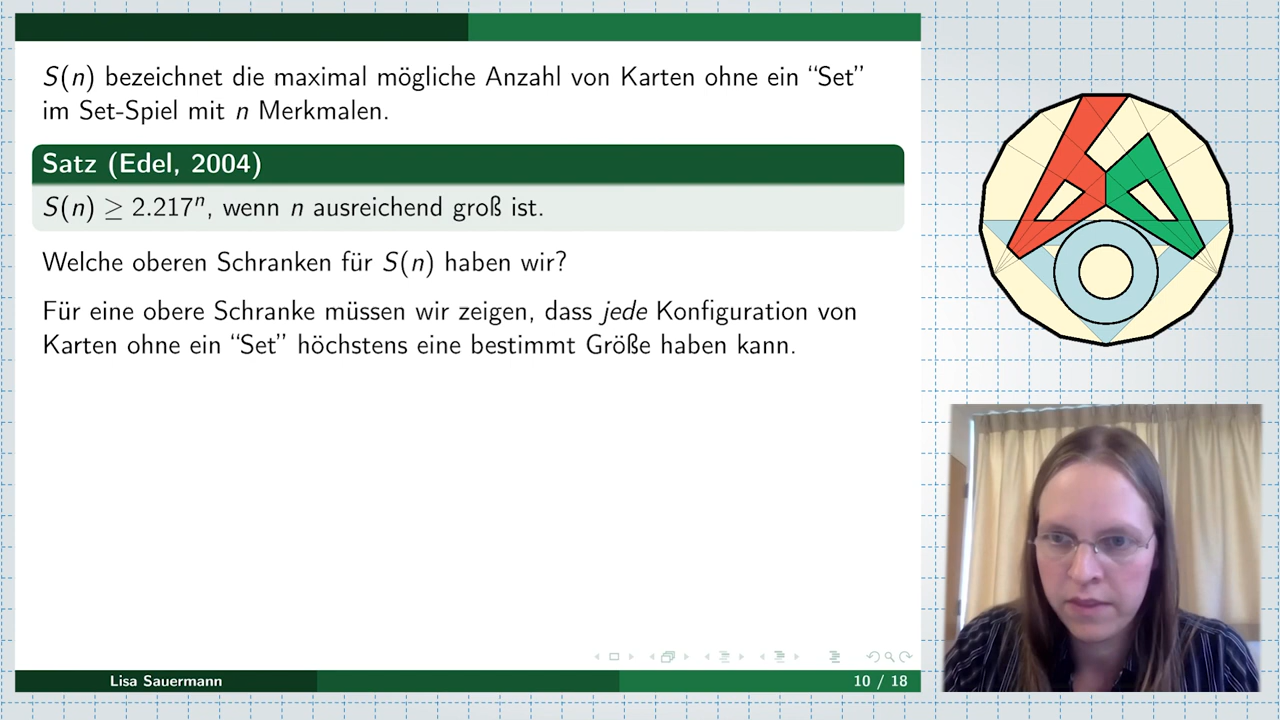 S(n) bezeichnet die maximal mögliche Anzahl von Karten ohne ein “Set”
im Set-Spiel mit n Merkmalen.
Satz (Edel, 2004)
S(n) ≥ 2.217ⁿ, wenn n ausreichend groß ist.
Welche oberen Schranken für S(n) haben wir?
Für eine obere Schranke müssen wir zeigen, dass jede Konfiguration von
Karten ohne ein “Set” höchstens eine bestimmt Größe haben kann.
Lisa Sauermann
10 / 18